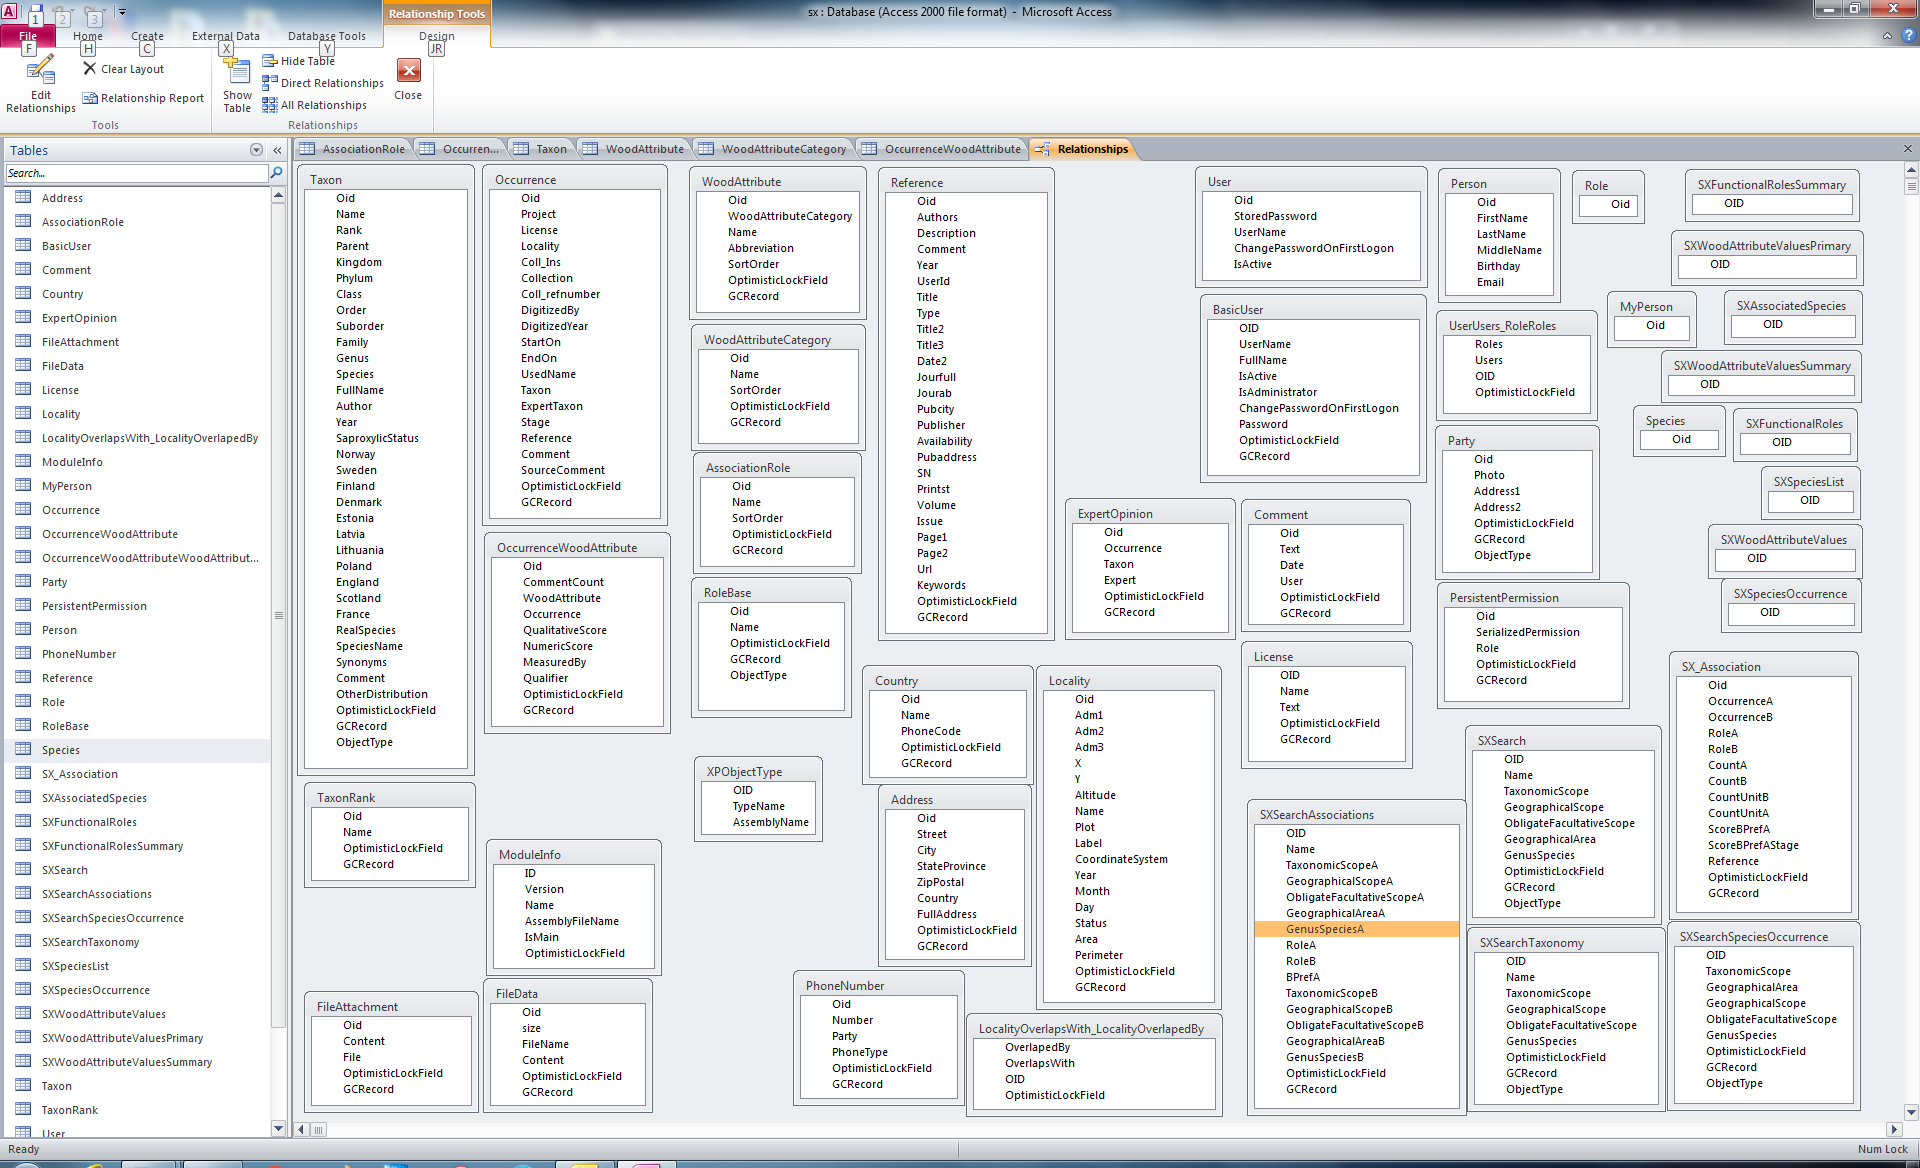 sx : Database (Access 2000 file format) - Microsoft Access
Relationship Tools
1
2
3
File
Home
Create
External Data
Database Tools
Design
F
H
C
X
Y
JR
Edit Relationships
Clear Layout
Relationship Report
Tools
Show Table
Hide Table
Direct Relationships
All Relationships
Relationships
Close
Tables
Search...
Address
AssociationRole
BasicUser
Comment
Country
ExpertOpinion
FileAttachment
FileData
License
Locality
LocalityOverlapsWith_LocalityOverlapedBy
ModuleInfo
MyPerson
Occurrence
OccurrenceWoodAttribute
OccurrenceWoodAttributeWoodAttribut...
Party
PersistentPermission
Person
PhoneNumber
Reference
Role
RoleBase
Species
SX_Association
SXAssociatedSpecies
SXFunctionalRoles
SXFunctionalRolesSummary
SXSearch
SXSearchAssociations
SXSearchSpeciesOccurrence
SXSearchTaxonomy
SXSpeciesList
SXSpeciesOccurrence
SXWoodAttributeValues
SXWoodAttributeValuesPrimary
SXWoodAttributeValuesSummary
Taxon
TaxonRank
User
AssociationRole
Occurren...
Taxon
WoodAttribute
WoodAttributeCategory
OccurrenceWoodAttribute
Relationships
Taxon
Oid
Name
Rank
Parent
Kingdom
Phylum
Class
Order
Suborder
Family
Genus
Species
FullName
Author
Year
SaproxylicStatus
Norway
Sweden
Finland
Denmark
Estonia
Latvia
Lithuania
Poland
England
Scotland
France
RealSpecies
SpeciesName
Synonyms
Comment
OtherDistribution
OptimisticLockField
GCRecord
ObjectType
TaxonRank
Oid
Name
OptimisticLockField
GCRecord
FileAttachment
Oid
Content
File
OptimisticLockField
GCRecord
Occurrence
Oid
Project
License
Locality
Coll_Ins
Collection
Coll_refnumber
DigitizedBy
DigitizedYear
StartOn
EndOn
UsedName
Taxon
ExpertTaxon
Stage
Reference
Comment
SourceComment
OptimisticLockField
GCRecord
OccurrenceWoodAttribute
Oid
CommentCount
WoodAttribute
Occurrence
QualitativeScore
NumericScore
MeasuredBy
Qualifier
OptimisticLockField
GCRecord
ModuleInfo
ID
Version
Name
AssemblyFileName
IsMain
OptimisticLockField
FileData
Oid
size
FileName
Content
OptimisticLockField
GCRecord
WoodAttribute
Oid
WoodAttributeCategory
Name
Abbreviation
SortOrder
OptimisticLockField
GCRecord
WoodAttributeCategory
Oid
Name
SortOrder
OptimisticLockField
GCRecord
AssociationRole
Oid
Name
SortOrder
OptimisticLockField
GCRecord
RoleBase
Oid
Name
OptimisticLockField
GCRecord
ObjectType
XPObjectType
OID
TypeName
AssemblyName
Reference
Oid
Authors
Description
Comment
Year
UserId
Title
Type
Title2
Title3
Date2
Jourfull
Jourab
Pubcity
Publisher
Availability
Pubaddress
SN
Printst
Volume
Issue
Page1
Page2
Url
Keywords
OptimisticLockField
GCRecord
Country
Oid
Name
PhoneCode
OptimisticLockField
GCRecord
Address
Oid
Street
City
StateProvince
ZipPostal
Country
FullAddress
OptimisticLockField
GCRecord
PhoneNumber
Oid
Number
Party
PhoneType
OptimisticLockField
GCRecord
Locality
Oid
Adm1
Adm2
Adm3
X
Y
Altitude
Name
Plot
Label
CoordinateSystem
Year
Month
Day
Status
Area
Perimeter
OptimisticLockField
GCRecord
LocalityOverlapsWith_LocalityOverlapedBy
OverlapedBy
OverlapsWith
OID
OptimisticLockField
ExpertOpinion
Oid
Occurrence
Taxon
Expert
OptimisticLockField
GCRecord
User
Oid
StoredPassword
UserName
ChangePasswordOnFirstLogon
IsActive
BasicUser
OID
UserName
FullName
IsActive
IsAdministrator
ChangePasswordOnFirstLogon
Password
OptimisticLockField
GCRecord
Comment
Oid
Text
Date
User
OptimisticLockField
GCRecord
License
OID
Name
Text
OptimisticLockField
GCRecord
SXSearchAssociations
OID
Name
TaxonomicScopeA
GeographicalScopeA
ObligateFacultativeScopeA
GeographicalAreaA
GenusSpeciesA
RoleA
RoleB
BPrefA
TaxonomicScopeB
GeographicalScopeB
ObligateFacultativeScopeB
GeographicalAreaB
GenusSpeciesB
OptimisticLockField
GCRecord
Person
Oid
FirstName
LastName
MiddleName
Birthday
Email
UserUsers_RoleRoles
Roles
Users
OID
OptimisticLockField
Party
Oid
Photo
Address1
Address2
OptimisticLockField
GCRecord
ObjectType
PersistentPermission
Oid
SerializedPermission
Role
OptimisticLockField
GCRecord
SXSearch
OID
Name
TaxonomicScope
GeographicalScope
ObligateFacultativeScope
GeographicalArea
GenusSpecies
OptimisticLockField
GCRecord
ObjectType
SXSearchTaxonomy
OID
Name
TaxonomicScope
GeographicalScope
ObligateFacultativeScope
GenusSpecies
OptimisticLockField
GCRecord
ObjectType
Role
Oid
MyPerson
Oid
Species
Oid
SXFunctionalRolesSummary
OID
SXWoodAttributeValuesPrimary
OID
SXAssociatedSpecies
OID
SXWoodAttributeValuesSummary
OID
SXFunctionalRoles
OID
SXSpeciesList
OID
SXWoodAttributeValues
OID
SXSpeciesOccurrence
OID
SX_Association
Oid
OccurrenceA
OccurrenceB
RoleA
RoleB
CountA
CountB
CountUnitB
CountUnitA
ScoreBPrefA
ScoreBPrefAStage
Reference
OptimisticLockField
GCRecord
SXSearchSpeciesOccurrence
OID
TaxonomicScope
GeographicalArea
GeographicalScope
ObligateFacultativeScope
GenusSpecies
OptimisticLockField
GCRecord
ObjectType
Ready
Num Lock